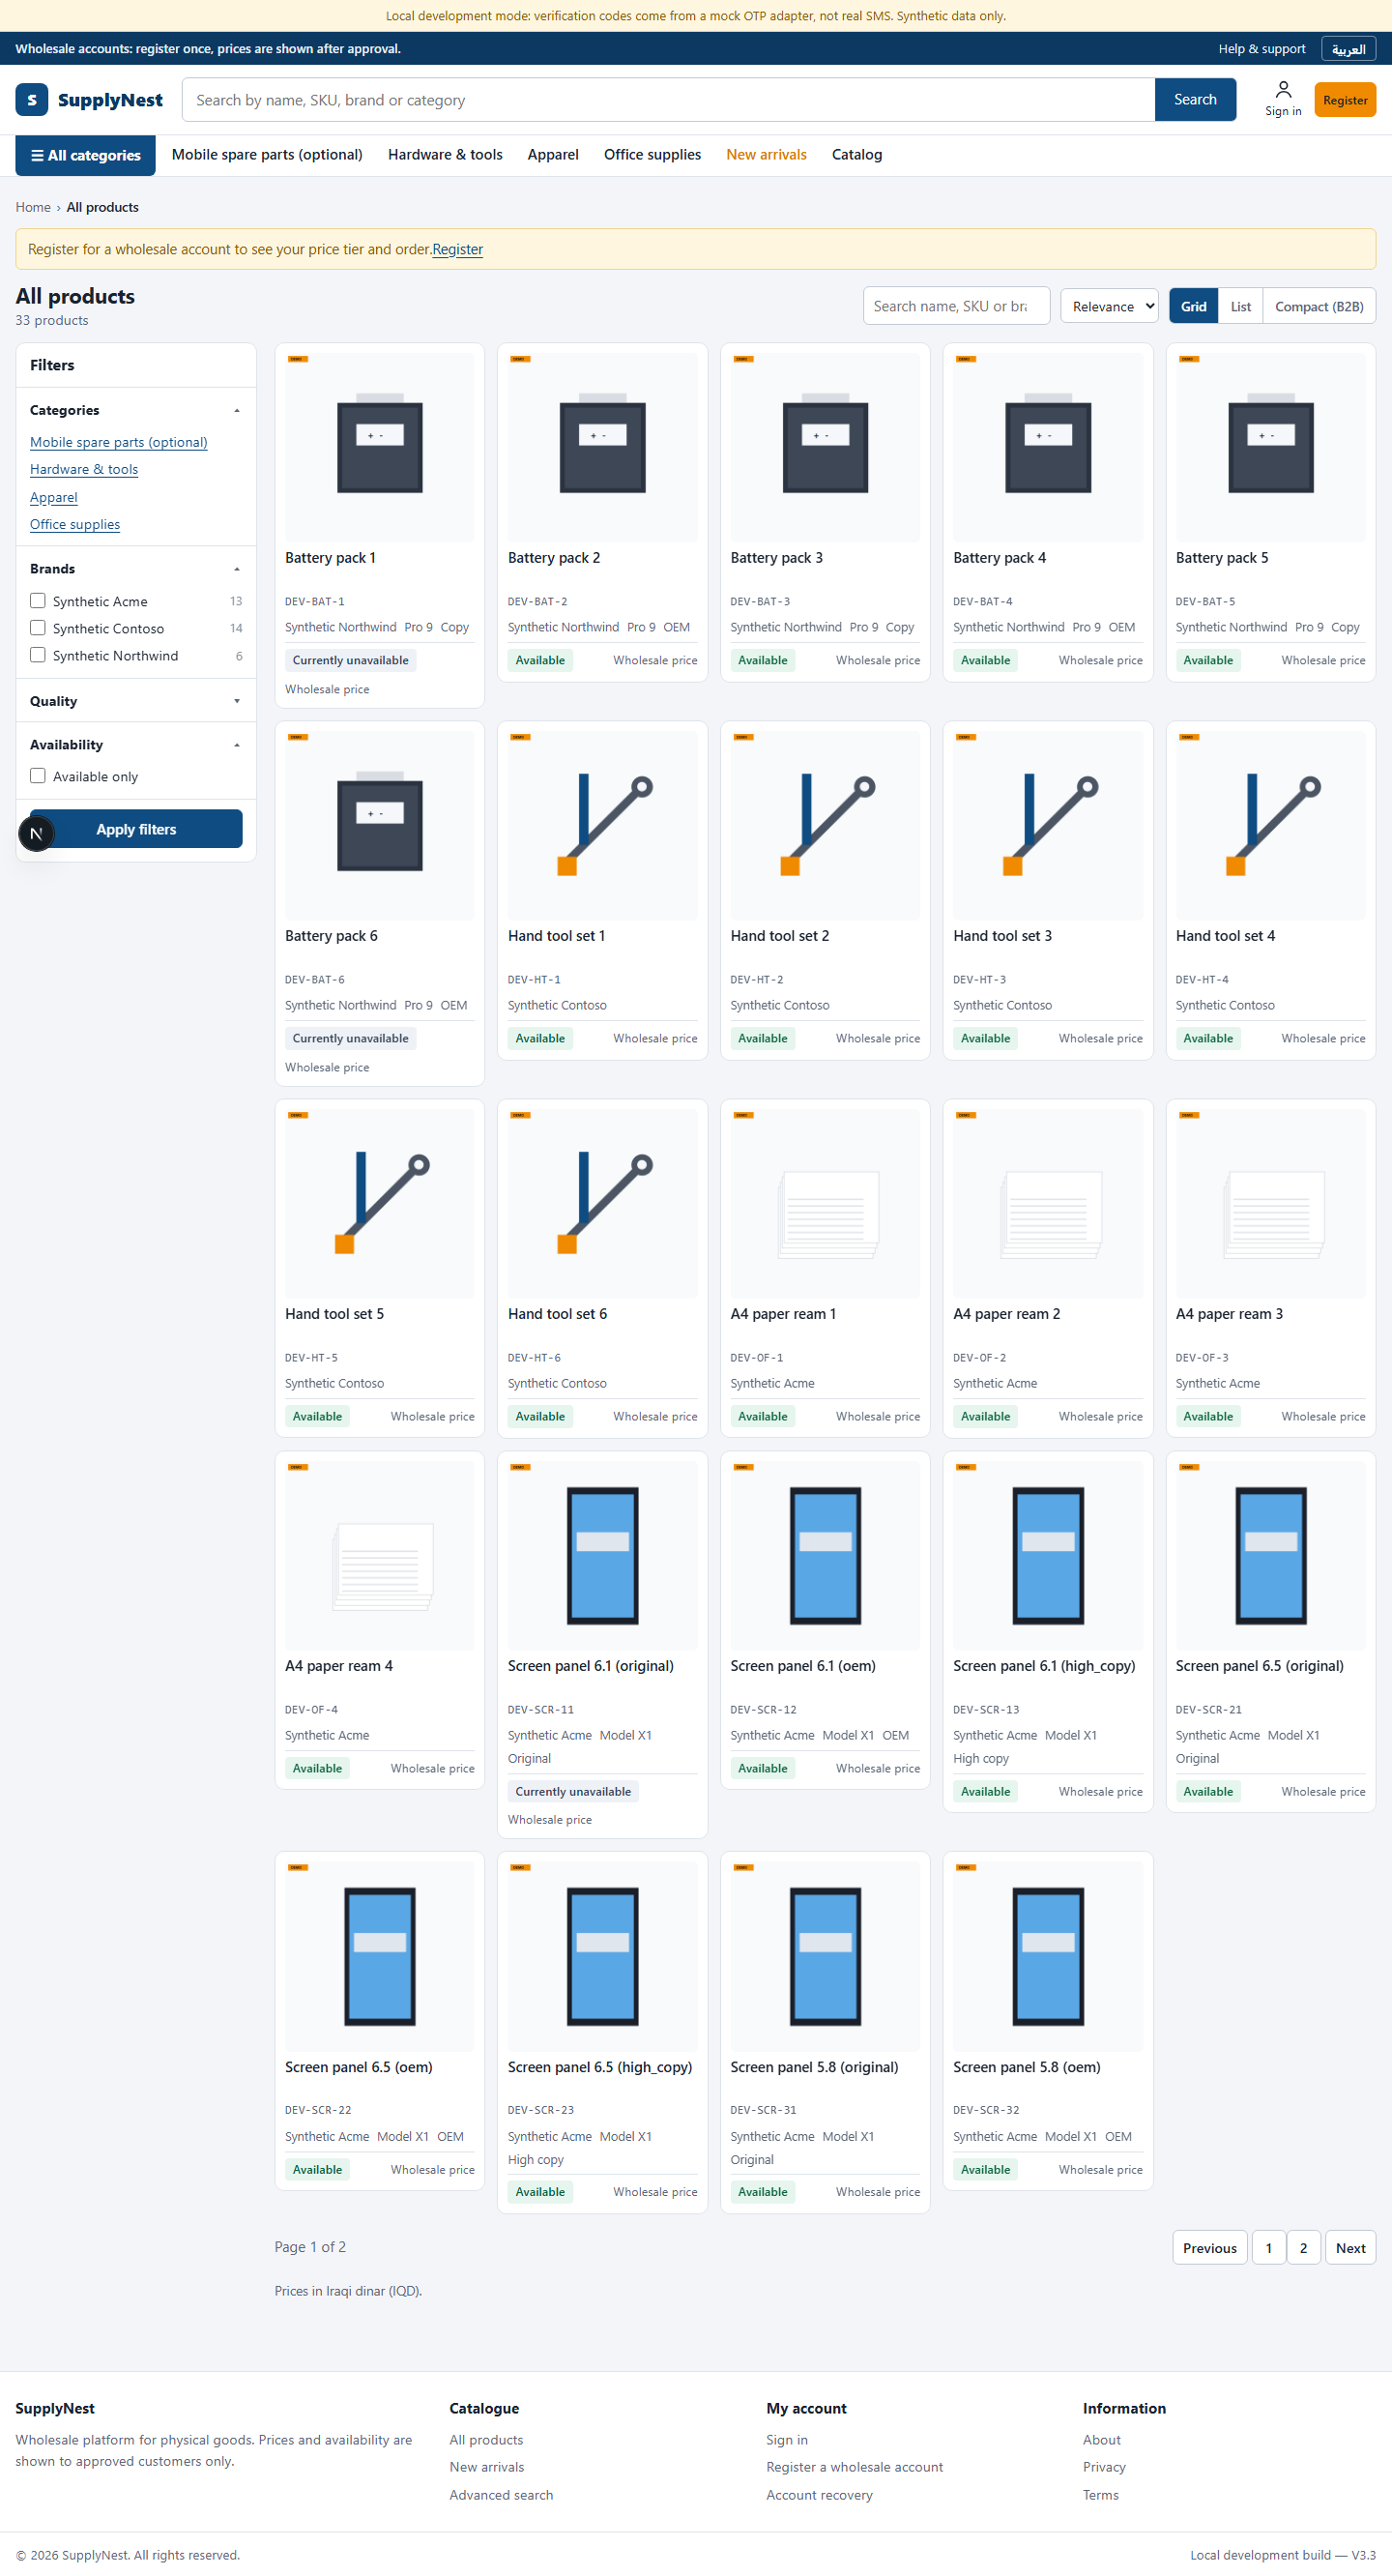 Local development mode: verification codes come from a mock OTP adapter, not real SMS. Synthetic data only.
Wholesale accounts: register once, prices are shown after approval.
Help & support
العربية
S
SupplyNest
Search by name, SKU, brand or category
Search
Sign in
Register
☰ All categories
Mobile spare parts (optional)
Hardware & tools
Apparel
Office supplies
New arrivals
Catalog
Home › All products
Register for a wholesale account to see your price tier and order.Register
All products
33 products
Search name, SKU or bra
Relevance
Grid
List
Compact (B2B)
Filters
Categories
Mobile spare parts (optional)
Hardware & tools
Apparel
Office supplies
Brands
Synthetic Acme 13
Synthetic Contoso 14
Synthetic Northwind 6
Quality
Availability
Available only
Apply filters
N
DEMO
+ -
Battery pack 1
DEV-BAT-1
Synthetic Northwind Pro 9 Copy
Currently unavailable
Wholesale price
DEMO
+ -
Battery pack 2
DEV-BAT-2
Synthetic Northwind Pro 9 OEM
Available Wholesale price
DEMO
+ -
Battery pack 3
DEV-BAT-3
Synthetic Northwind Pro 9 Copy
Available Wholesale price
DEMO
+ -
Battery pack 4
DEV-BAT-4
Synthetic Northwind Pro 9 OEM
Available Wholesale price
DEMO
+ -
Battery pack 5
DEV-BAT-5
Synthetic Northwind Pro 9 Copy
Available Wholesale price
DEMO
+ -
Battery pack 6
DEV-BAT-6
Synthetic Northwind Pro 9 OEM
Currently unavailable
Wholesale price
DEMO
Hand tool set 1
DEV-HT-1
Synthetic Contoso
Available Wholesale price
DEMO
Hand tool set 2
DEV-HT-2
Synthetic Contoso
Available Wholesale price
DEMO
Hand tool set 3
DEV-HT-3
Synthetic Contoso
Available Wholesale price
DEMO
Hand tool set 4
DEV-HT-4
Synthetic Contoso
Available Wholesale price
DEMO
Hand tool set 5
DEV-HT-5
Synthetic Contoso
Available Wholesale price
DEMO
Hand tool set 6
DEV-HT-6
Synthetic Contoso
Available Wholesale price
DEMO
A4 paper ream 1
DEV-OF-1
Synthetic Acme
Available Wholesale price
DEMO
A4 paper ream 2
DEV-OF-2
Synthetic Acme
Available Wholesale price
DEMO
A4 paper ream 3
DEV-OF-3
Synthetic Acme
Available Wholesale price
DEMO
A4 paper ream 4
DEV-OF-4
Synthetic Acme
Available Wholesale price
DEMO
Screen panel 6.1 (original)
DEV-SCR-11
Synthetic Acme Model X1
Original
Currently unavailable
Wholesale price
DEMO
Screen panel 6.1 (oem)
DEV-SCR-12
Synthetic Acme Model X1 OEM
Available Wholesale price
DEMO
Screen panel 6.1 (high_copy)
DEV-SCR-13
Synthetic Acme Model X1
High copy
Available Wholesale price
DEMO
Screen panel 6.5 (original)
DEV-SCR-21
Synthetic Acme Model X1
Original
Available Wholesale price
DEMO
Screen panel 6.5 (oem)
DEV-SCR-22
Synthetic Acme Model X1 OEM
Available Wholesale price
DEMO
Screen panel 6.5 (high_copy)
DEV-SCR-23
Synthetic Acme Model X1
High copy
Available Wholesale price
DEMO
Screen panel 5.8 (original)
DEV-SCR-31
Synthetic Acme Model X1
Original
Available Wholesale price
DEMO
Screen panel 5.8 (oem)
DEV-SCR-32
Synthetic Acme Model X1 OEM
Available Wholesale price
Page 1 of 2
Previous 1 2 Next
Prices in Iraqi dinar (IQD).
SupplyNest
Wholesale platform for physical goods. Prices and availability are
shown to approved customers only.
Catalogue
All products
New arrivals
Advanced search
My account
Sign in
Register a wholesale account
Account recovery
Information
About
Privacy
Terms
© 2026 SupplyNest. All rights reserved.
Local development build — V3.3